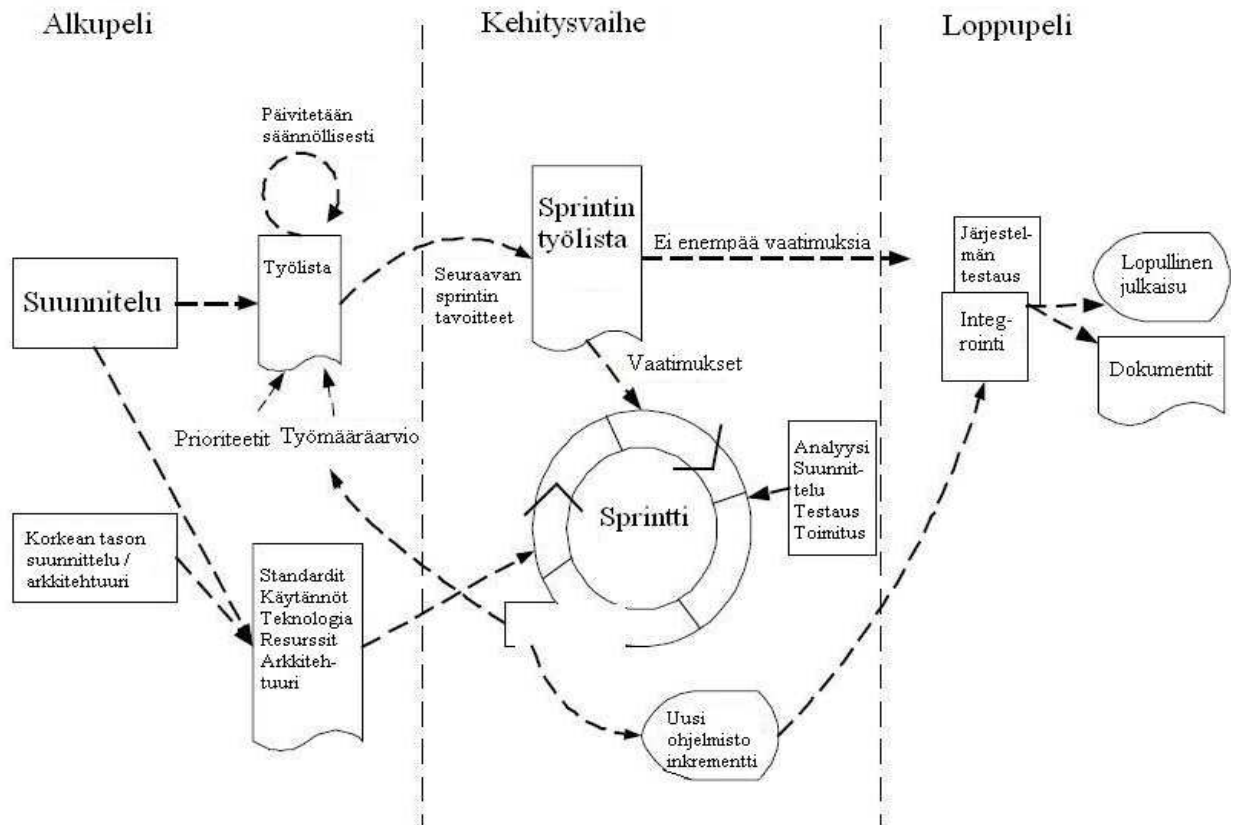 Alkupeli
Kehitysvaihe
Loppupeli
Päivitetään
säännöllisesti
Työlista
Suunnitelu
Prioriteetit
Työmääräarvio
Korkean tason
suunnittelu /
arkkitehtuuri
Standardit
Käytännöt
Teknologia
Resurssit
Arkkiteh-
tuuri
Seuraavan
sprintin
tavoitteet
Sprintin
työlista
Ei enempää vaatimuksia
Vaatimukset
Sprintti
Analyysi
Suunnit-
telu
Testaus
Toimitus
Uusi
ohjelmisto
inkrementti
Järjestel-
män
testaus
Integ-
rointi
Lopullinen
julkaisu
Dokumentit